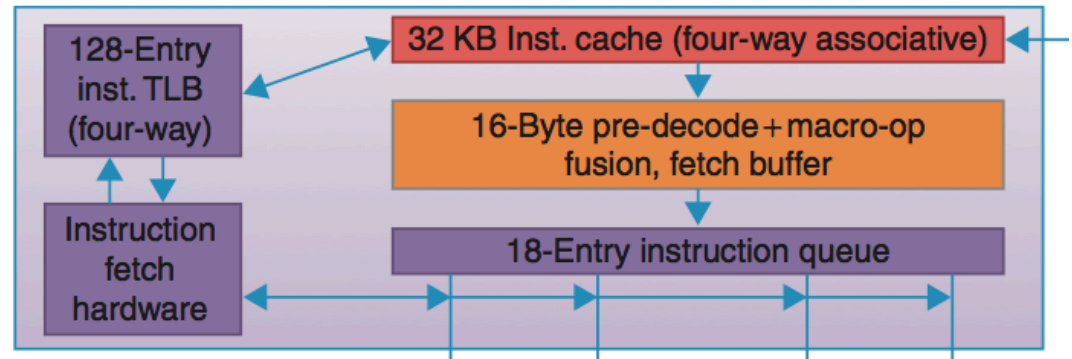 128-Entry
inst. TLB
(four-way)
32 KB Inst. cache (four-way associative)
16-Byte pre-decode+macro-op
fusion, fetch buffer
Instruction
fetch
hardware
18-Entry instruction queue